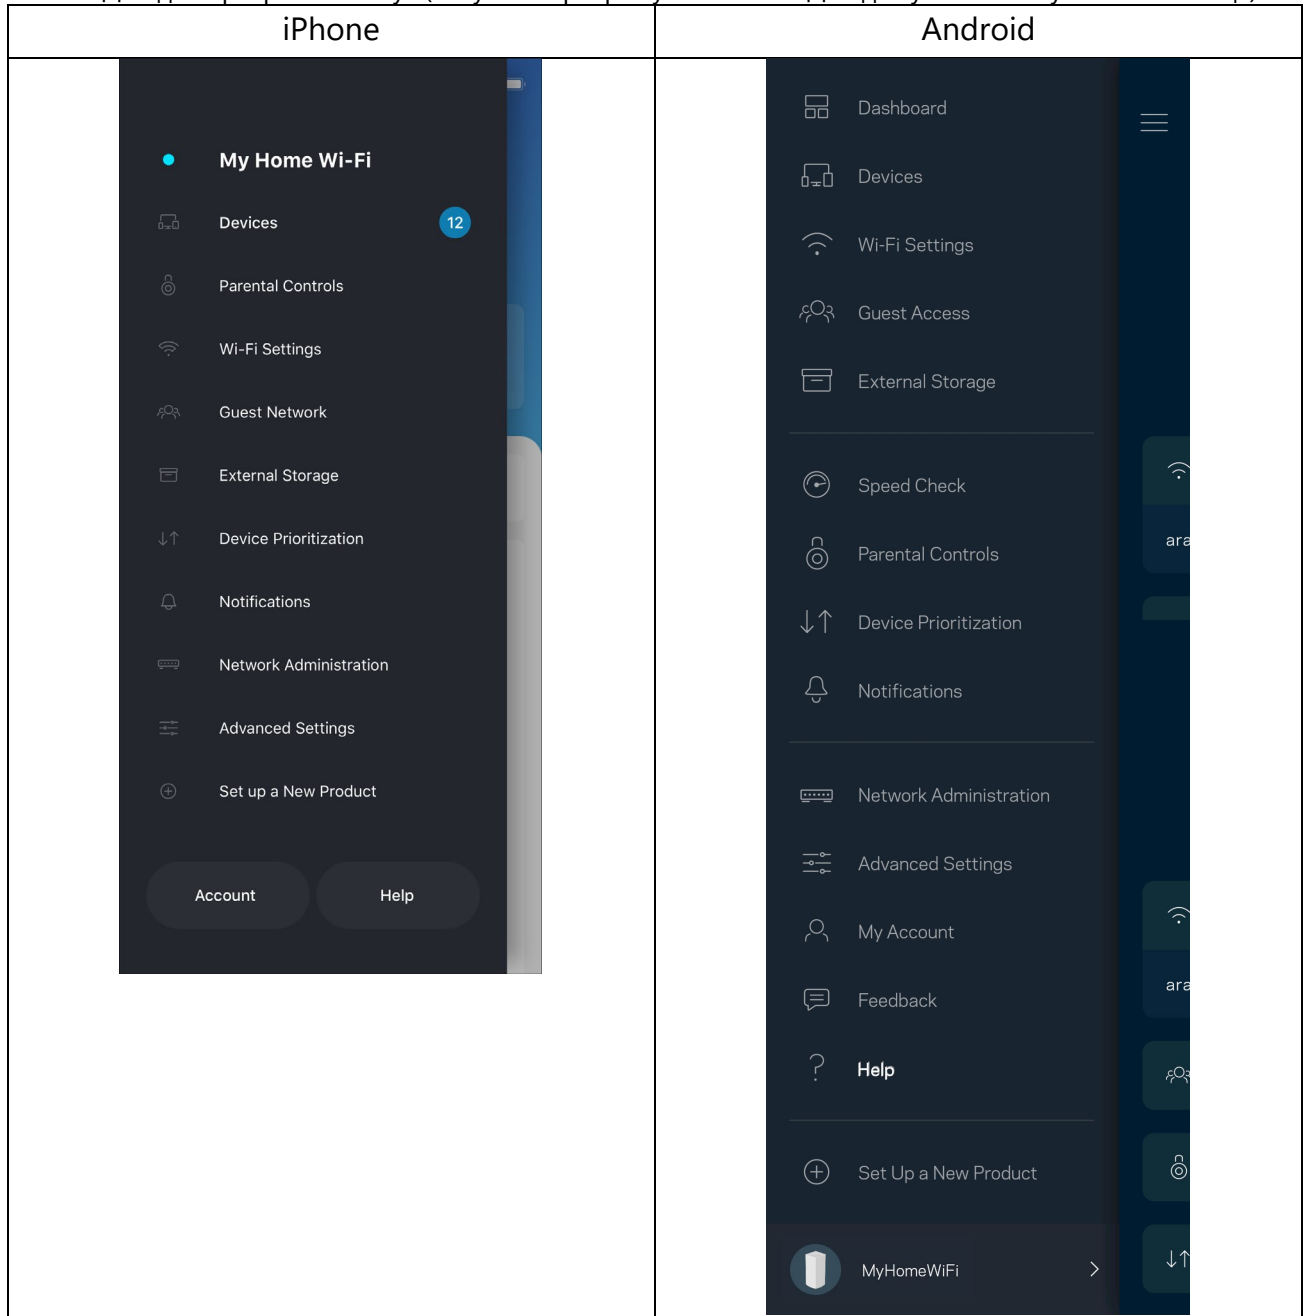 iPhone
Android
My Home Wi-Fi
Devices 12
Parental Controls
Wi-Fi Settings
Guest Network
External Storage
Device Prioritization
Notifications
Network Administration
Advanced Settings
Set up a New Product
Account Help
Dashboard
Devices
Wi-Fi Settings
Guest Access
External Storage
Speed Check
Parental Controls
Device Prioritization
Notifications
Network Administration
Advanced Settings
My Account
Feedback
Help
Set Up a New Product
MyHomeWiFi
ara
ara